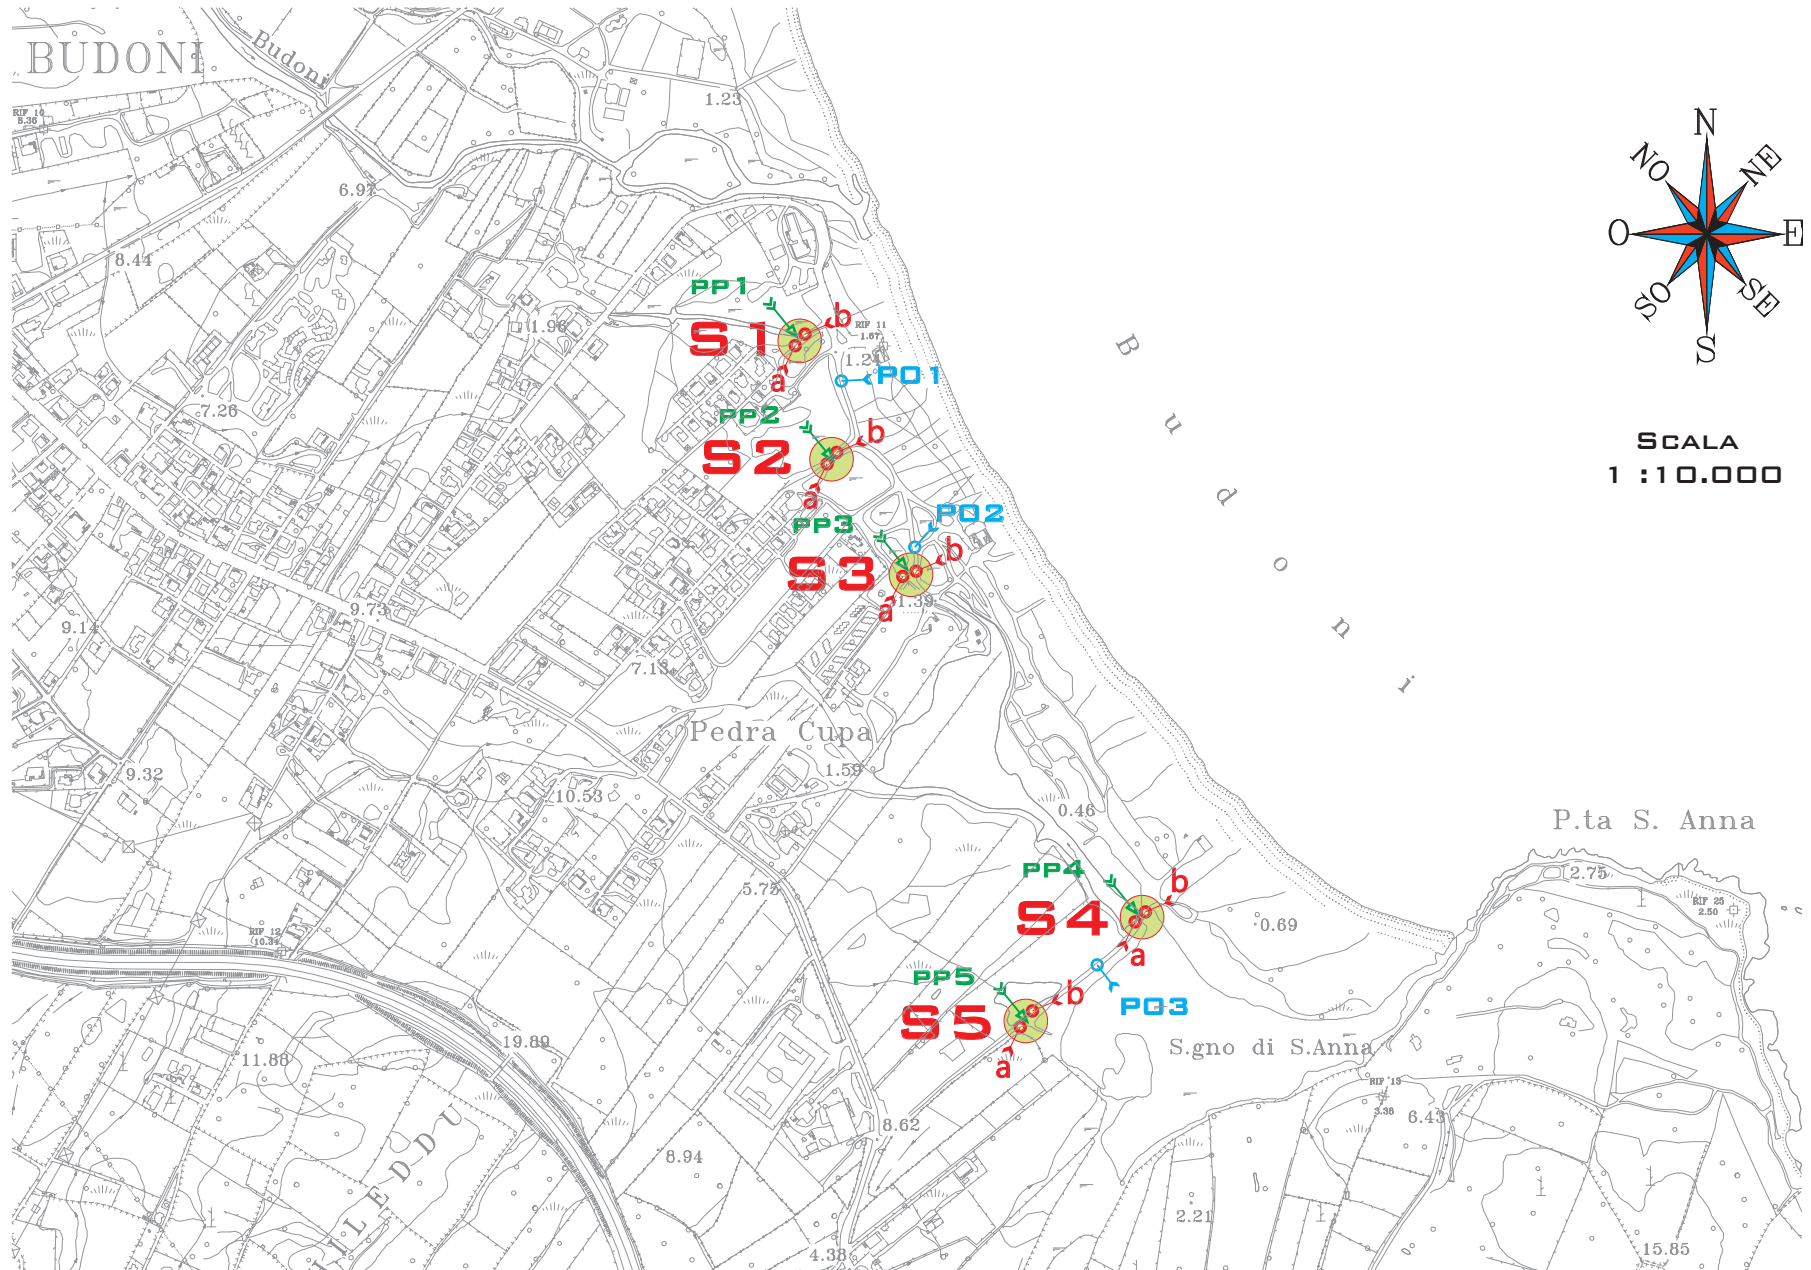 BUDONI
Budoni
1.23
N
NO
NE
O
E
SO
SE
S
RIF 10
8.36
6.97
8.44
PP1
S1
b
RIF 11
1.67
1.96
1.24
a
PO1
B
u
d
o
n
i
7.26
PP2
S2
b
a
SCALA
1 :10.000
PP3
PO2
S3
b
1.39
a
9.73
9.14
7.13
Pedra Cupa
9.32
1.59
10.53
0.46
P.ta S. Anna
PP4
2.75
5.75
b
S4
RIF 25
2.50
0.69
RIF 12
10.34
a
PP5
b
PO3
S5
19.89
S.gno di S.Anna
11.88
a
RIF 13
3.38
6.43
8.62
8.94
ILEDDU
2.21
4.38
15.85